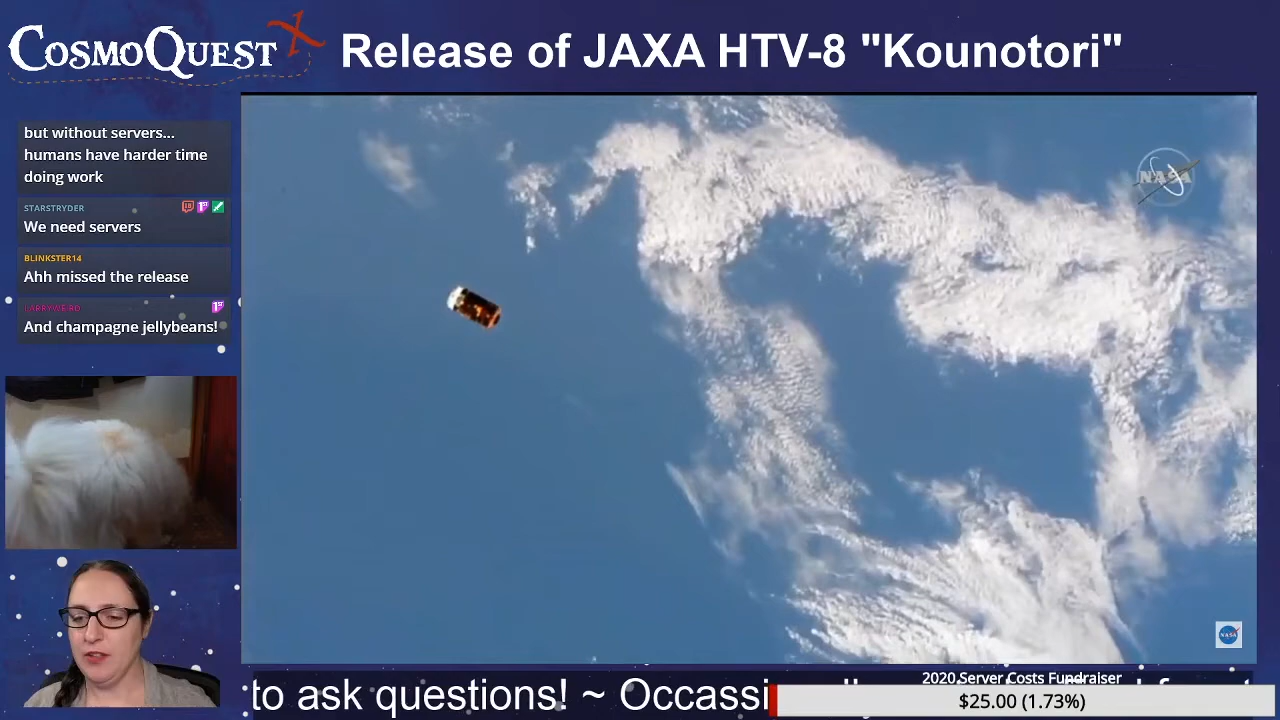 CosmoQuest X
Release of JAXA HTV-8 "Kounotori"
but without servers...
humans have harder time
doing work
STARSTRYDER
We need servers
BLINKSTER14
Ahh missed the release
LARRYWEIRD
And champagne jellybeans!
NASA
NASA
to ask questions! ~ Occassi
2020 Server Costs Fundraiser
$25.00 (1.73%)